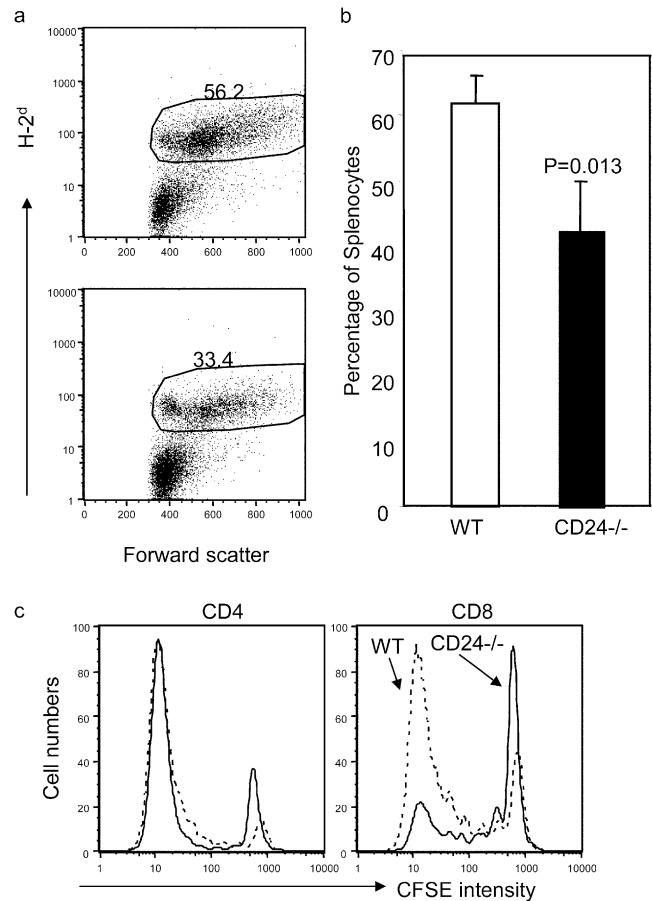 a
H-2d
10000
1000
100
10
1
56.2
0 200 400 600 800 1000
10000
1000
100
10
1
33.4
0 200 400 600 800 1000
Forward scatter
b
Percentage of Splenocytes
70
60
50
40
30
20
10
0
P=0.013
WT CD24-/-
c
CD4
Cell numbers
100
80
60
40
20
0
1 10 100 1000 10000
CD8
WT CD24-/-
100
80
60
40
20
0
1 10 100 1000 10000
CFSE intensity